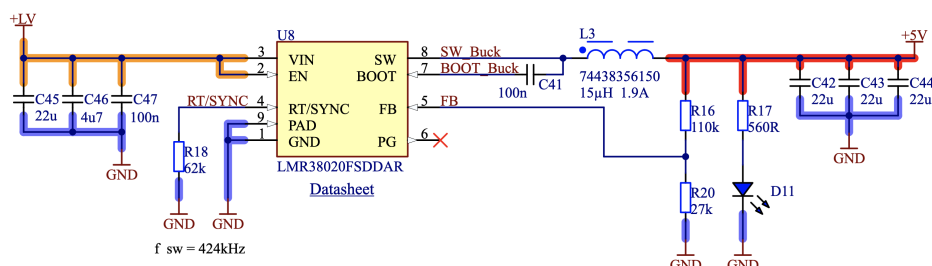 +LV
+5V
U8
L3
3 VIN SW 8 SW_Buck
2 EN BOOT 7 BOOT_Buck
C41
100n
74438356150
15µH 1.9A
C45
22u
C46
4u7
C47
100n
RT/SYNC 4 RT/SYNC FB 5 FB
9 PAD
1 GND PG 6
R18
62k
R16
110k
R17
560R
C42
22u
C43
22u
C44
22u
LMR38020FSDDAR
Datasheet
GND
GND
GND
GND
R20
27k
D11
f sw = 424kHz
GND
GND